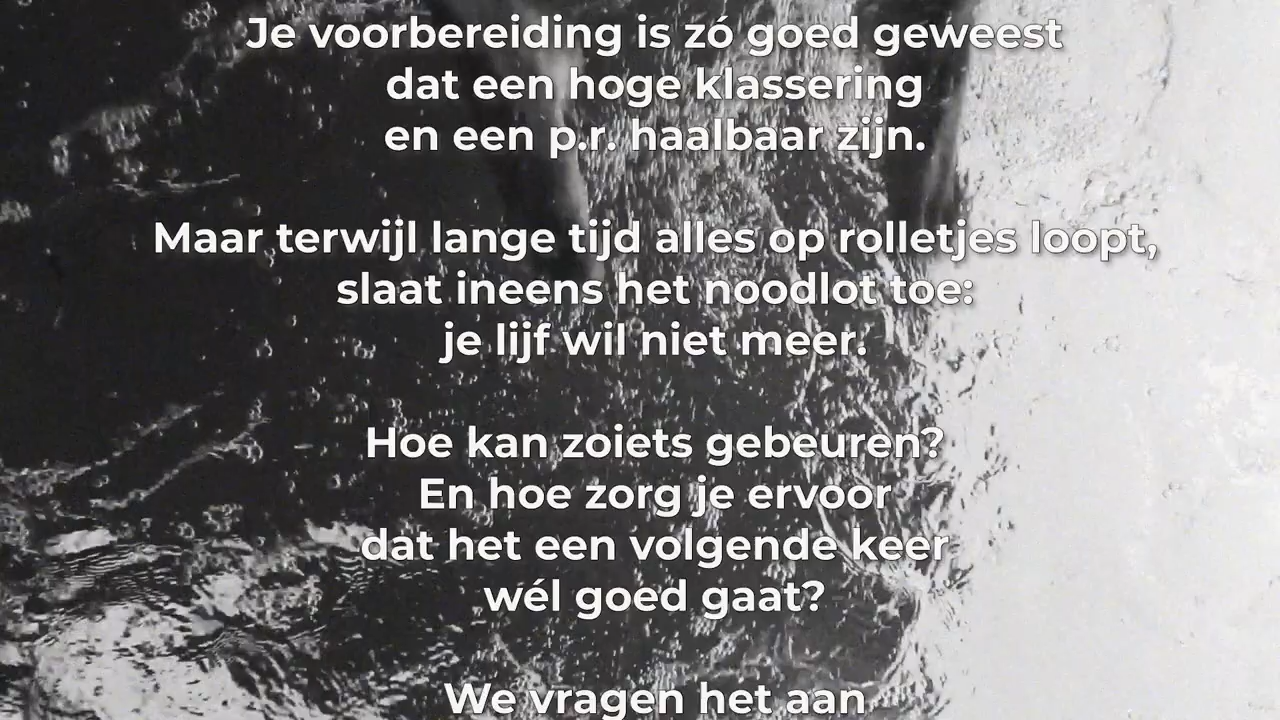 Je voorbereiding is zó goed geweest
dat een hoge klassering
en een p.r. haalbaar zijn.
Maar terwijl lange tijd alles op rolletjes loopt,
slaat ineens het noodlot toe:
je lijf wil niet meer.
Hoe kan zoiets gebeuren?
En hoe zorg je ervoor
dat het een volgende keer
wél goed gaat?
We vragen het aan